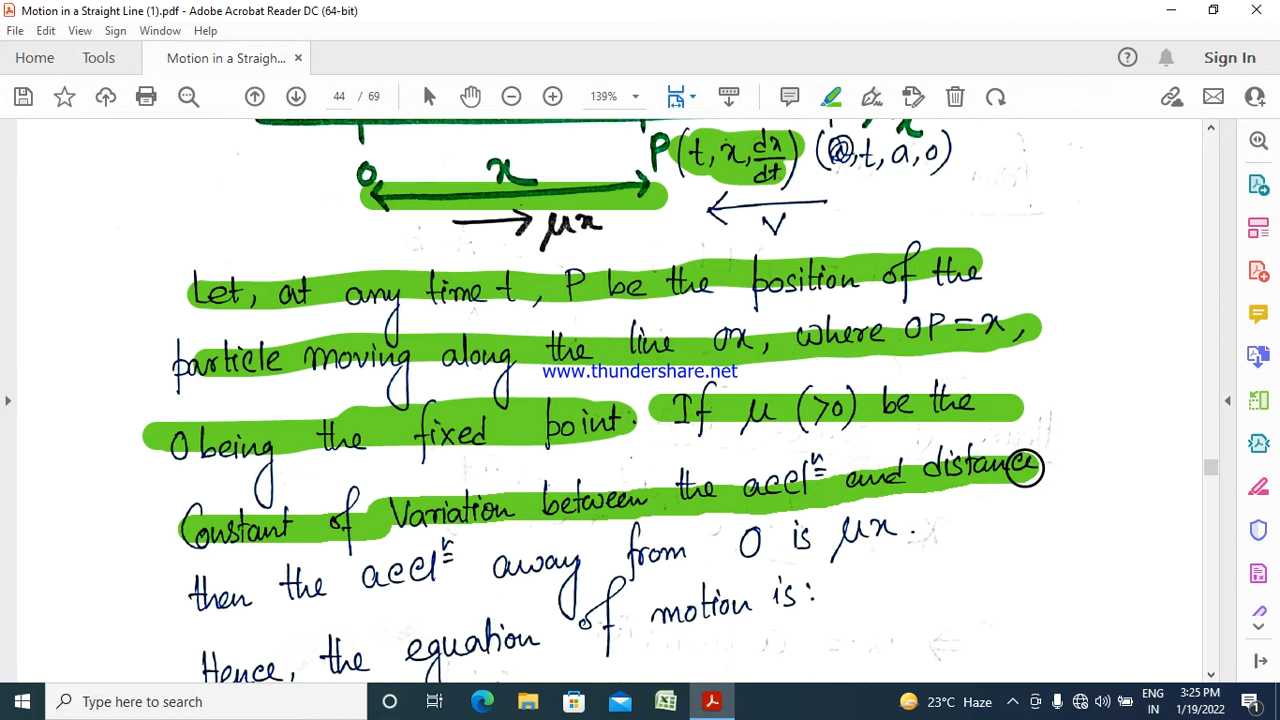 Motion in a Straight Line (1).pdf - Adobe Acrobat Reader DC (64-bit)
File Edit View Sign Window Help
Home Tools Motion in a Straigh... × Sign In
44 / 69 139%
O x P (t, x, dx/dt) (t, a, 0)
x
→ μx ← V
Let, at any time t, P be the position of the
particle moving along the line ox, where OP = x,
www.thundershare.net
O being the fixed point. If μ (>0) be the
Constant of Variation between the accln and distance
then the accln away from O is μx.
Hence, the equation of motion is:
Type here to search
23°C Haze ENG IN 3:25 PM 1/19/2022 1